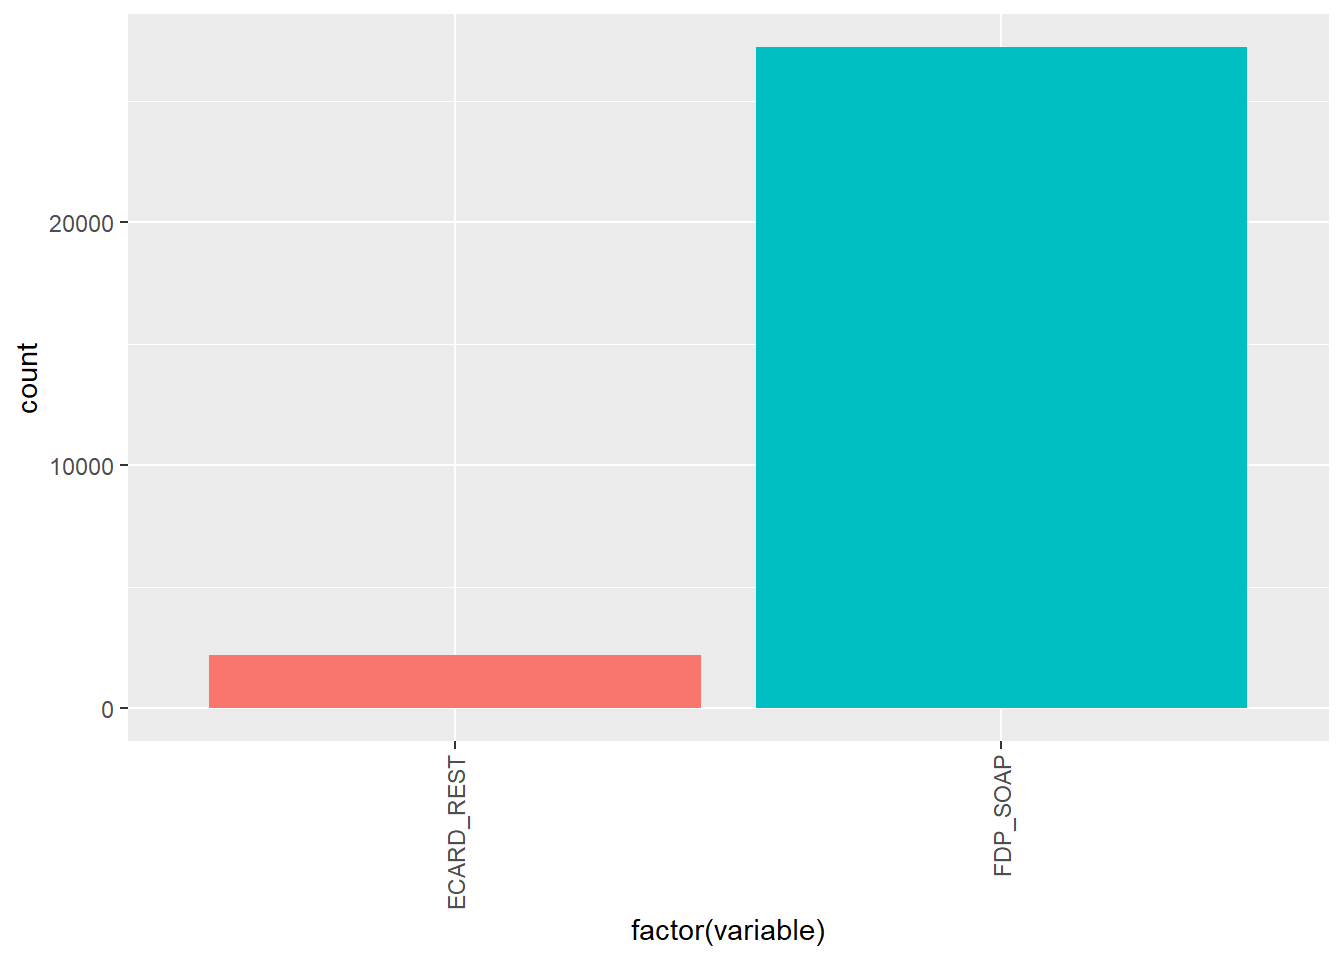 count
20000
10000
0
ECARD_REST
FDP_SOAP
factor(variable)